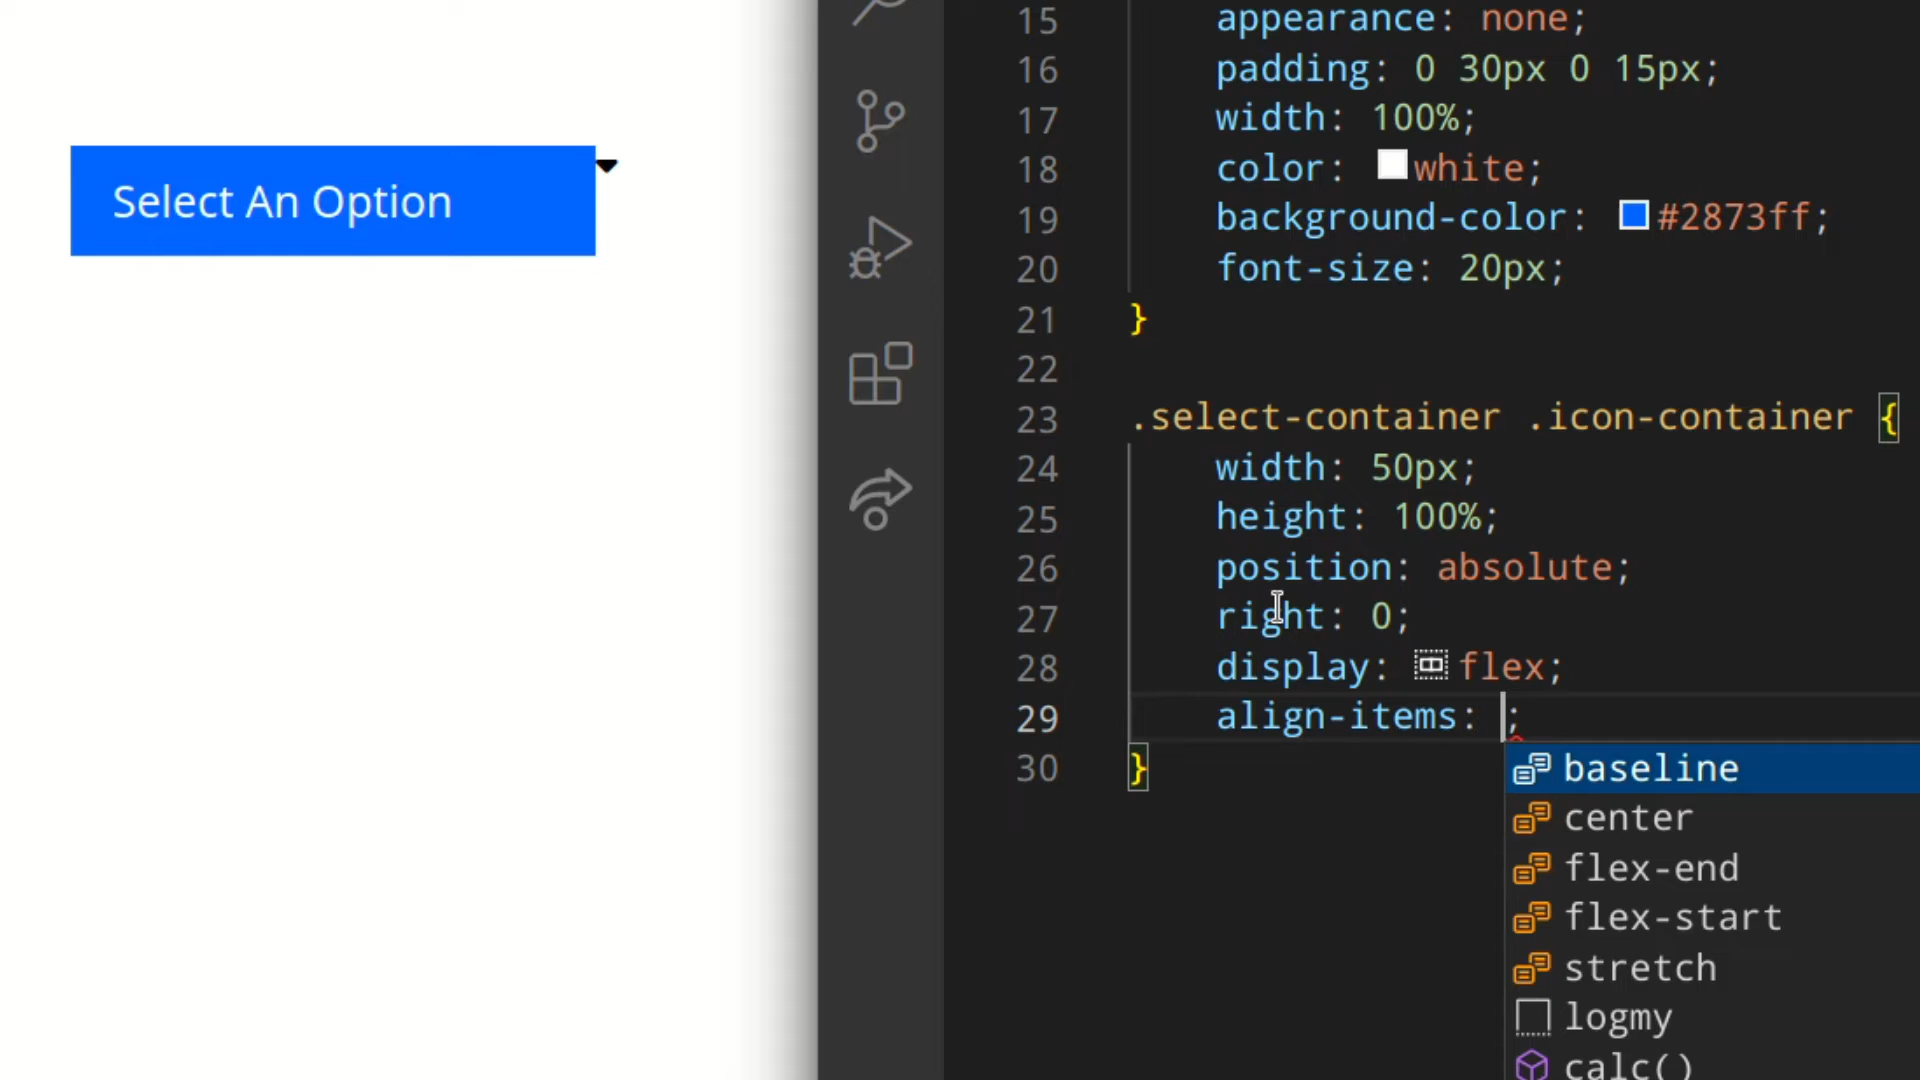 Select An Option
15 appearance: none;
16 padding: 0 30px 0 15px;
17 width: 100%;
18 color: white;
19 background-color: #2873ff;
20 font-size: 20px;
21 }
22
23 .select-container .icon-container {
24 width: 50px;
25 height: 100%;
26 position: absolute;
27 right: 0;
28 display: flex;
29 align-items: ;
30 }
baseline
center
flex-end
flex-start
stretch
logmy
calc()